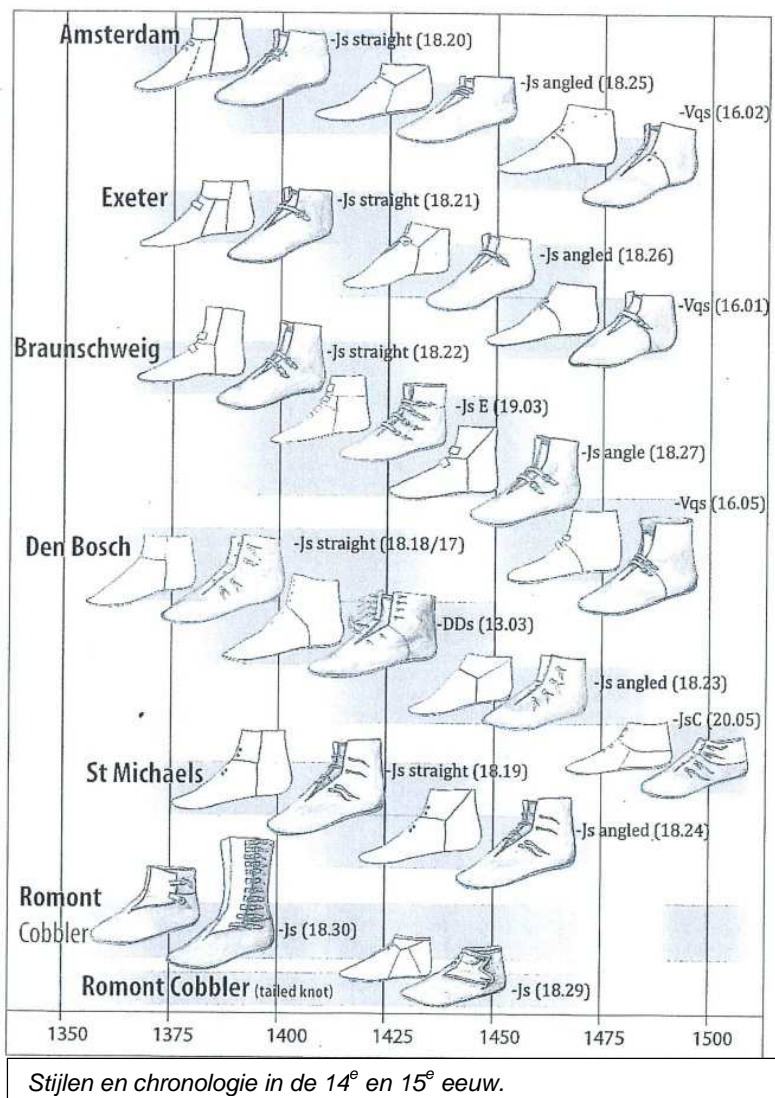 Amsterdam
-Js straight (18.20)
-Js angled (18.25)
-Vqs (16.02)
Exeter
-Js straight (18.21)
-Js angled (18.26)
-Vqs (16.01)
Braunschweig
-Js straight (18.22)
-Js E (19.03)
-Js angle (18.27)
-Vqs (16.05)
Den Bosch
-Js straight (18.18/17)
-DDs (13.03)
-Js angled (18.23)
-JsC (20.05)
St Michaels
-Js straight (18.19)
-Js angled (18.24)
Romont
Cobbler
-Js (18.30)
Romont Cobbler (tailed knot)
-Js (18.29)
1350 1375 1400 1425 1450 1475 1500
Stijlen en chronologie in de 14e en 15e eeuw.